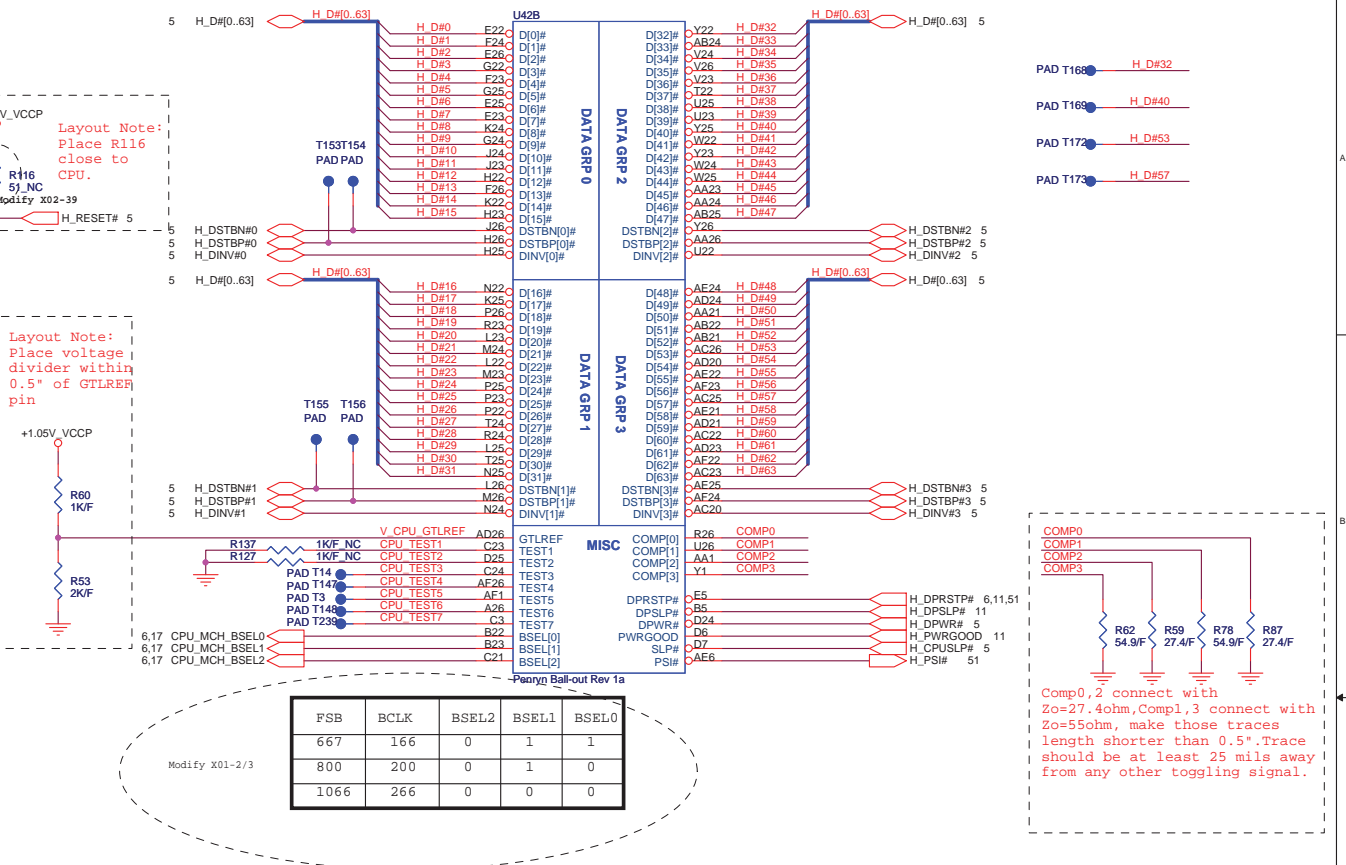 5 H_D#[0..63] H_D#[0..63]
U42B
H_D#[0..63] H_D#[0..63] 5
H_D#0 E22 D[0]# D[32]# Y22 H_D#32
H_D#1 F24 D[1]# D[33]# AB24 H_D#33
H_D#2 E26 D[2]# D[34]# V24 H_D#34
H_D#3 G22 D[3]# D[35]# V26 H_D#35
H_D#4 F23 D[4]# D[36]# V23 H_D#36
H_D#5 G25 D[5]# D[37]# T22 H_D#37
H_D#6 E25 D[6]# D[38]# U25 H_D#38
H_D#7 E23 D[7]# D[39]# U23 H_D#39
H_D#8 K24 D[8]# D[40]# Y25 H_D#40
H_D#9 G24 D[9]# D[41]# W22 H_D#41
H_D#10 J24 D[10]# D[42]# Y23 H_D#42
H_D#11 J23 D[11]# D[43]# W24 H_D#43
H_D#12 H22 D[12]# D[44]# W25 H_D#44
H_D#13 F26 D[13]# D[45]# AA23 H_D#45
H_D#14 K22 D[14]# D[46]# AA24 H_D#46
H_D#15 H23 D[15]# D[47]# AB25 H_D#47
5 H_DSTBN#0 J26 DSTBN[0]# DSTBN[2]# Y26 H_DSTBN#2 5
5 H_DSTBP#0 H26 DSTBP[0]# DSTBP[2]# AA26 H_DSTBP#2 5
5 H_DINV#0 H25 DINV[0]# DINV[2]# U22 H_DINV#2 5
DATA GRP 0
DATA GRP 2
T153 T154
PAD PAD
PAD T168 H_D#32
PAD T169 H_D#40
PAD T172 H_D#53
PAD T173 H_D#57
A
V_VCCP
Layout Note:
Place R116
close to
CPU.
R116
51_NC
Modify X02-39
H_RESET# 5
5 H_D#[0..63] H_D#[0..63]
H_D#[0..63] H_D#[0..63] 5
H_D#16 N22 D[16]# D[48]# AE24 H_D#48
H_D#17 K25 D[17]# D[49]# AD24 H_D#49
H_D#18 P26 D[18]# D[50]# AA21 H_D#50
H_D#19 R23 D[19]# D[51]# AB22 H_D#51
H_D#20 L23 D[20]# D[52]# AB21 H_D#52
H_D#21 M24 D[21]# D[53]# AC26 H_D#53
H_D#22 L22 D[22]# D[54]# AD20 H_D#54
H_D#23 M23 D[23]# D[55]# AE22 H_D#55
H_D#24 P25 D[24]# D[56]# AF23 H_D#56
H_D#25 P23 D[25]# D[57]# AC25 H_D#57
H_D#26 P22 D[26]# D[58]# AE21 H_D#58
H_D#27 T24 D[27]# D[59]# AD21 H_D#59
H_D#28 R24 D[28]# D[60]# AC22 H_D#60
H_D#29 L25 D[29]# D[61]# AD23 H_D#61
H_D#30 T25 D[30]# D[62]# AF22 H_D#62
H_D#31 N25 D[31]# D[63]# AC23 H_D#63
5 H_DSTBN#1 L26 DSTBN[1]# DSTBN[3]# AE25 H_DSTBN#3 5
5 H_DSTBP#1 M26 DSTBP[1]# DSTBP[3]# AF24 H_DSTBP#3 5
5 H_DINV#1 N24 DINV[1]# DINV[3]# AC20 H_DINV#3 5
DATA GRP 1
DATA GRP 3
T155 T156
PAD PAD
Layout Note:
Place voltage
divider within
0.5" of GTLREF
pin
+1.05V_VCCP
R60
1K/F
R53
2K/F
V_CPU_GTLREF AD26 GTLREF MISC COMP[0] R26 COMP0
R137 1K/F_NC CPU_TEST1 C23 TEST1 COMP[1] U26 COMP1
R127 1K/F_NC CPU_TEST2 D25 TEST2 COMP[2] AA1 COMP2
PAD T14 CPU_TEST3 C24 TEST3 COMP[3] Y1 COMP3
PAD T147 CPU_TEST4 AF26 TEST4
PAD T3 CPU_TEST5 AF1 TEST5 DPRSTP# E5 H_DPRSTP# 6,11,51
PAD T148 CPU_TEST6 A26 TEST6 DPSLP# B5 H_DPSLP# 11
PAD T239 CPU_TEST7 C3 TEST7 DPWR# D24 H_DPWR# 5
6,17 CPU_MCH_BSEL0 B22 BSEL[0] PWRGOOD D6 H_PWRGOOD 11
6,17 CPU_MCH_BSEL1 B23 BSEL[1] SLP# D7 H_CPUSLP# 5
6,17 CPU_MCH_BSEL2 C21 BSEL[2] PSI# AE6 H_PSI# 51
Penryn Ball-out Rev 1a
B
COMP0
COMP1
COMP2
COMP3
R62 R59 R78 R87
54.9/F 27.4/F 54.9/F 27.4/F
Comp0,2 connect with
Zo=27.4ohm,Comp1,3 connect with
Zo=55ohm, make those traces
length shorter than 0.5".Trace
should be at least 25 mils away
from any other toggling signal.
Modify X01-2/3
FSB BCLK BSEL2 BSEL1 BSEL0
667 166 0 1 1
800 200 0 1 0
1066 266 0 0 0